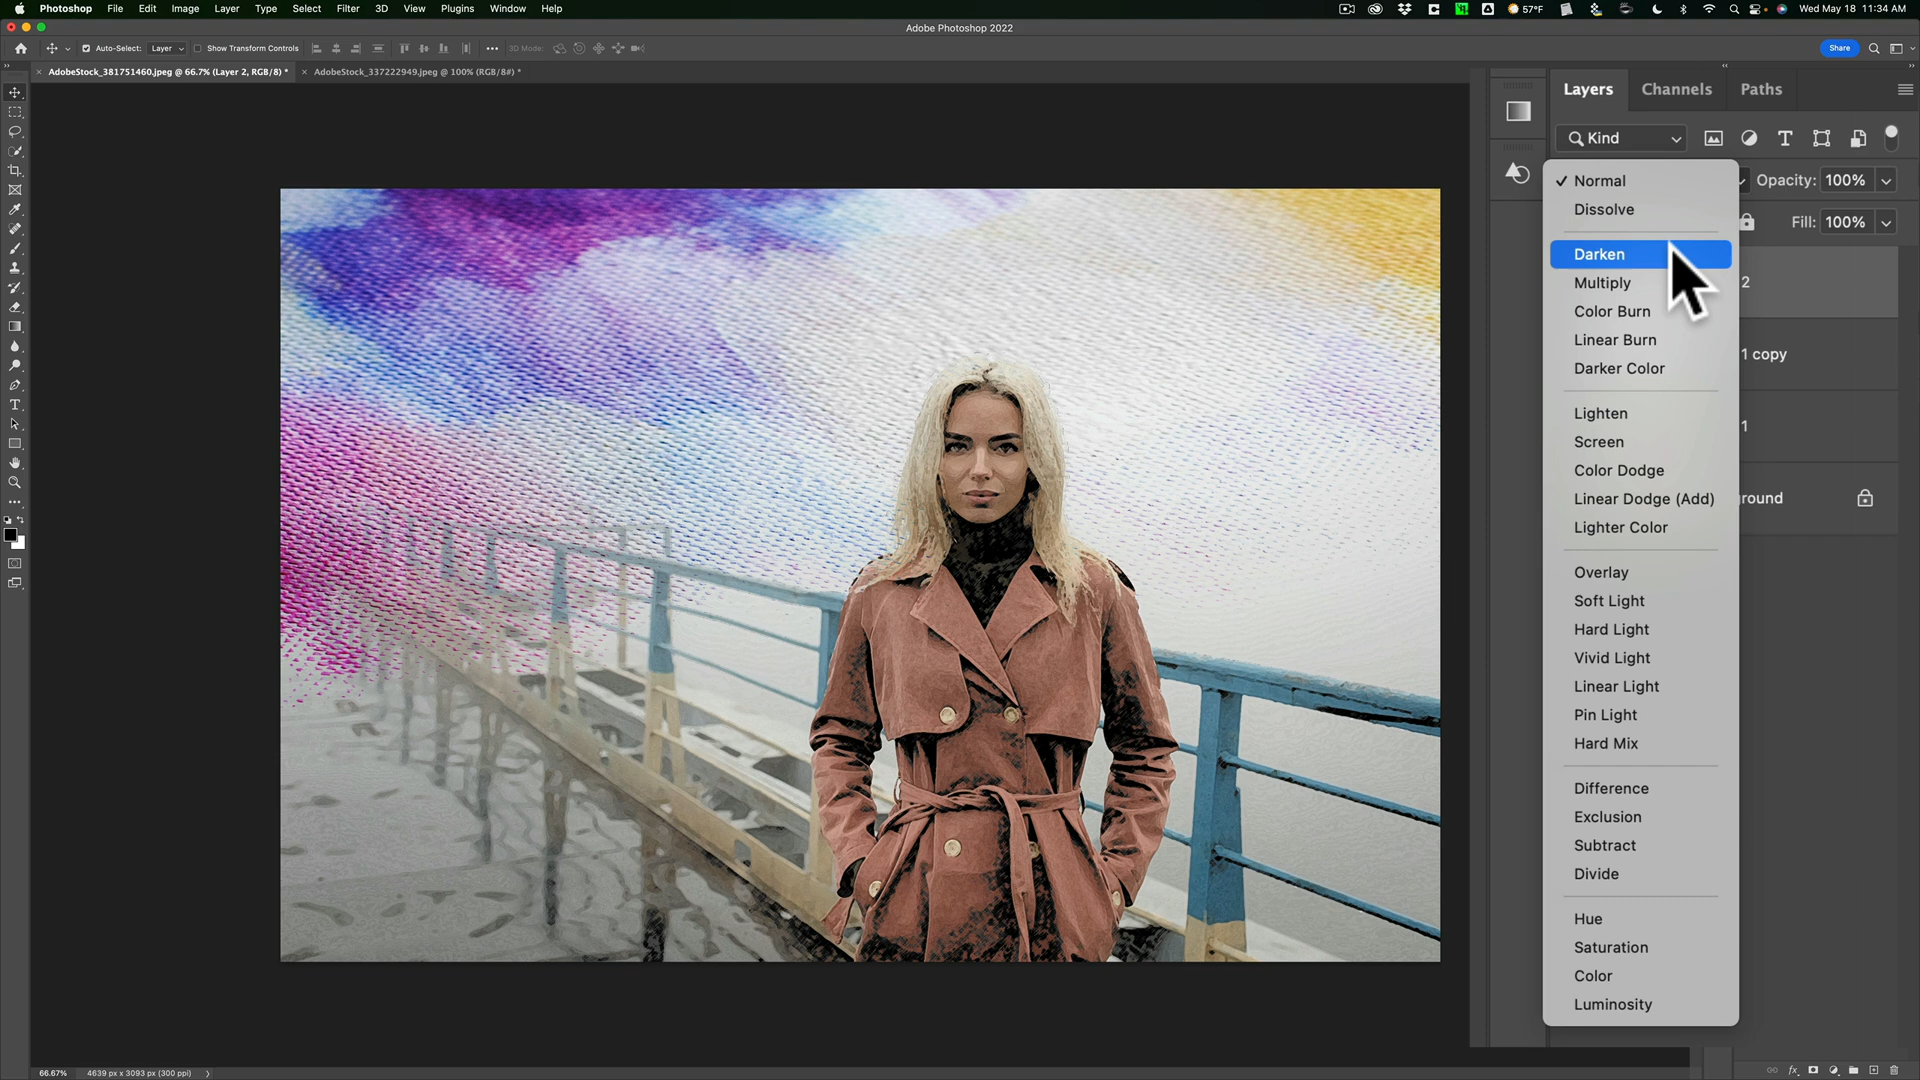 Photoshop File Edit Image Layer Type Select Filter 3D View Plugins Window Help 57°F Wed May 18 11:34 AM
Adobe Photoshop 2022
Auto-Select: Layer Show Transform Controls 3D Mode: Share
AdobeStock_381751460.jpeg @ 66.7% (Layer 2, RGB/8) * AdobeStock_337222949.jpeg @ 100% (RGB/8#) *
Layers Channels Paths
Kind
Normal Opacity: 100%
Dissolve Fill: 100%
Darken
Multiply 2
Color Burn
Linear Burn
1 copy
Darker Color
Lighten
1
Screen
Color Dodge
Linear Dodge (Add) round
Lighter Color
Overlay
Soft Light
Hard Light
Vivid Light
Linear Light
Pin Light
Hard Mix
Difference
Exclusion
Subtract
Divide
Hue
Saturation
Color
Luminosity
66.67% 4639 px x 3093 px (300 ppi)